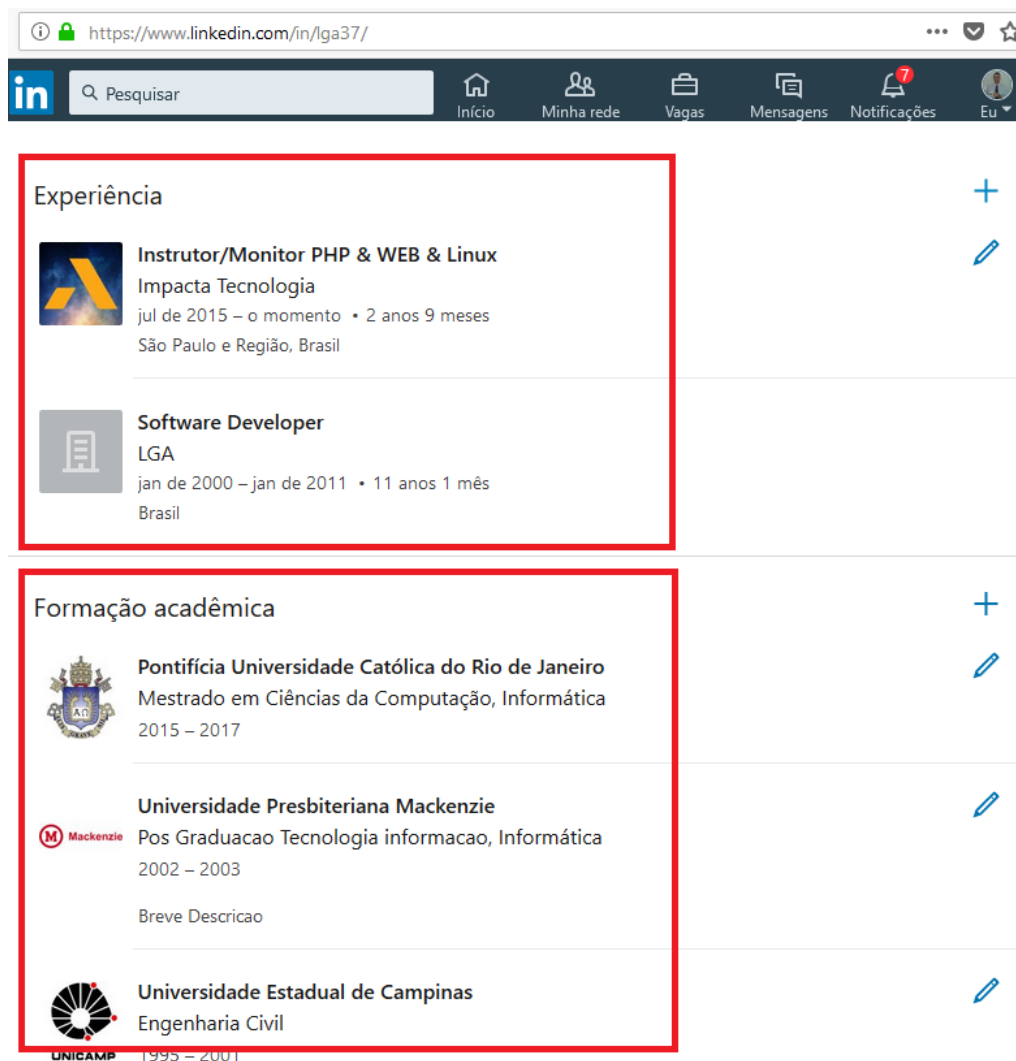 https://www.linkedin.com/in/lga37/
in
Pesquisar
Início
Minha rede
Vagas
Mensagens
7
Notificações
Eu
Experiência
Instrutor/Monitor PHP & WEB & Linux
Impacta Tecnologia
jul de 2015 – o momento • 2 anos 9 meses
São Paulo e Região, Brasil
Software Developer
LGA
jan de 2000 – jan de 2011 • 11 anos 1 mês
Brasil
Formação acadêmica
Pontifícia Universidade Católica do Rio de Janeiro
Mestrado em Ciências da Computação, Informática
2015 – 2017
Universidade Presbiteriana Mackenzie
M Mackenzie
Pos Graduacao Tecnologia informacao, Informática
2002 – 2003
Breve Descricao
Universidade Estadual de Campinas
Engenharia Civil
UNICAMP
1995 – 2001